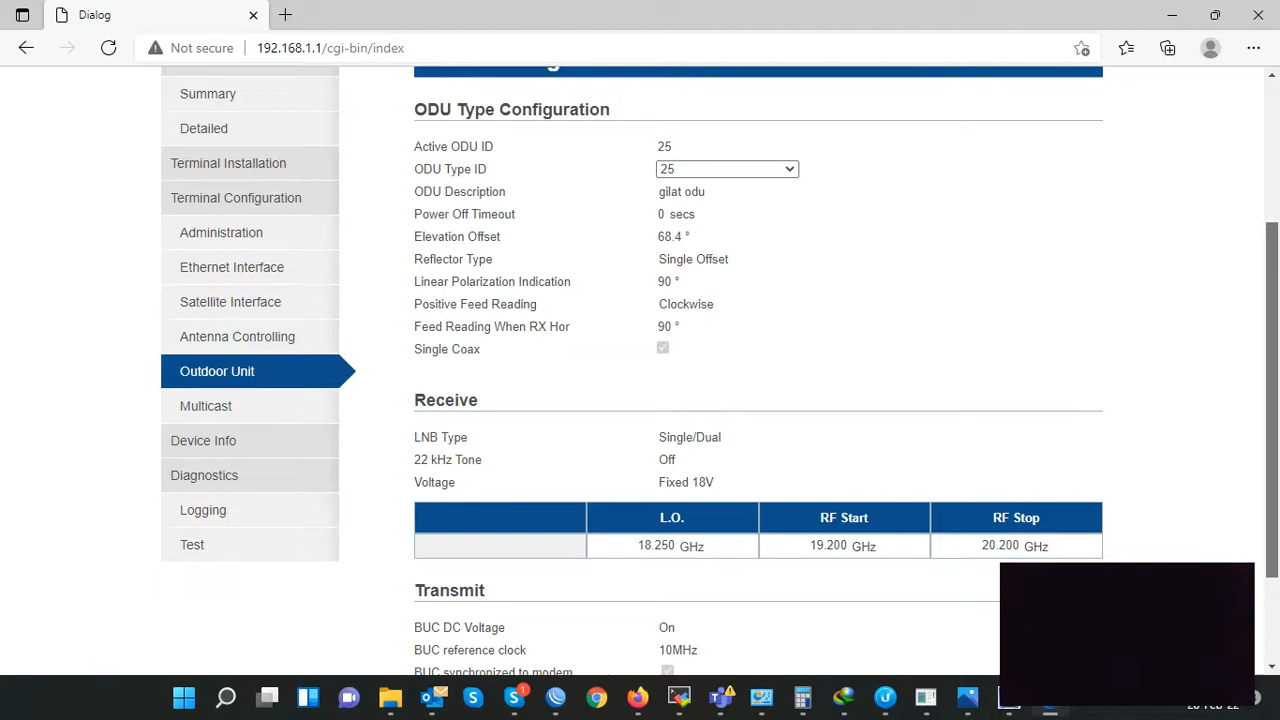 Dialog
Not secure
192.168.1.1/cgi-bin/index
Summary
Detailed
Terminal Installation
Terminal Configuration
Administration
Ethernet Interface
Satellite Interface
Antenna Controlling
Outdoor Unit
Multicast
Device Info
Diagnostics
Logging
Test
ODU Type Configuration
Active ODU ID 25
ODU Type ID 25
ODU Description gilat odu
Power Off Timeout 0 secs
Elevation Offset 68.4 °
Reflector Type Single Offset
Linear Polarization Indication 90 °
Positive Feed Reading Clockwise
Feed Reading When RX Hor 90 °
Single Coax
Receive
LNB Type Single/Dual
22 kHz Tone Off
Voltage Fixed 18V
L.O. RF Start RF Stop
18.250 GHz 19.200 GHz 20.200 GHz
Transmit
BUC DC Voltage On
BUC reference clock 10MHz
BUC synchronized to modem
1